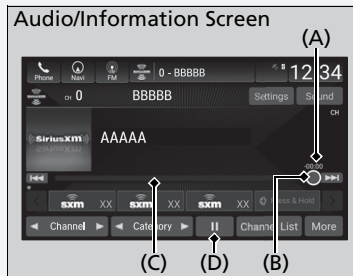 Audio/Information Screen
(A)
Phone Navi FM 0 - BBBBB 12:34
CH 0 BBBBB Settings Sound
CH
SiriusXM AAAAA
-00:00
sxm XX sxm XX sxm XX Press & Hold
Channel Category Channel List More
(C) (D) (B)